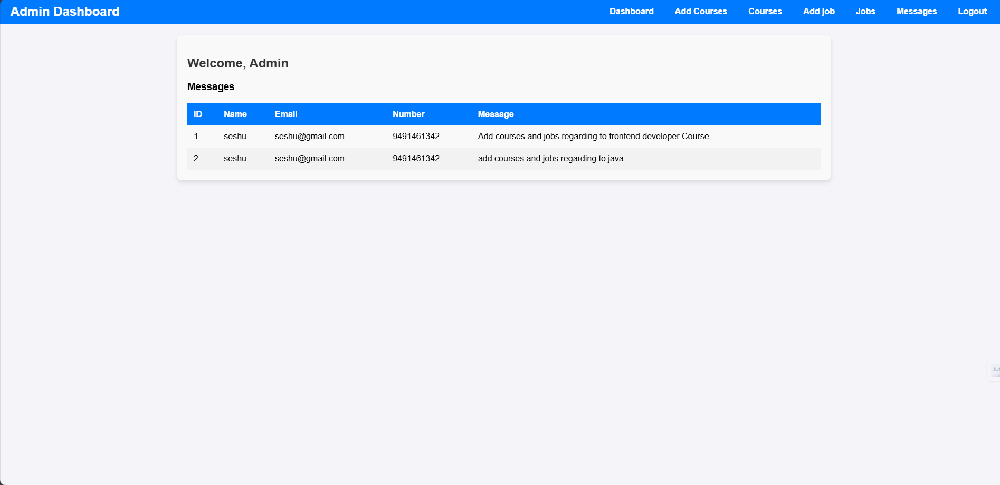 Admin Dashboard Dashboard Add Courses Courses Add job Jobs Messages Logout
Welcome, Admin
Messages
ID Name Email Number Message
1 seshu seshu@gmail.com 9491461342 Add courses and jobs regarding to frontend developer Course
2 seshu seshu@gmail.com 9491461342 add courses and jobs regarding to java.